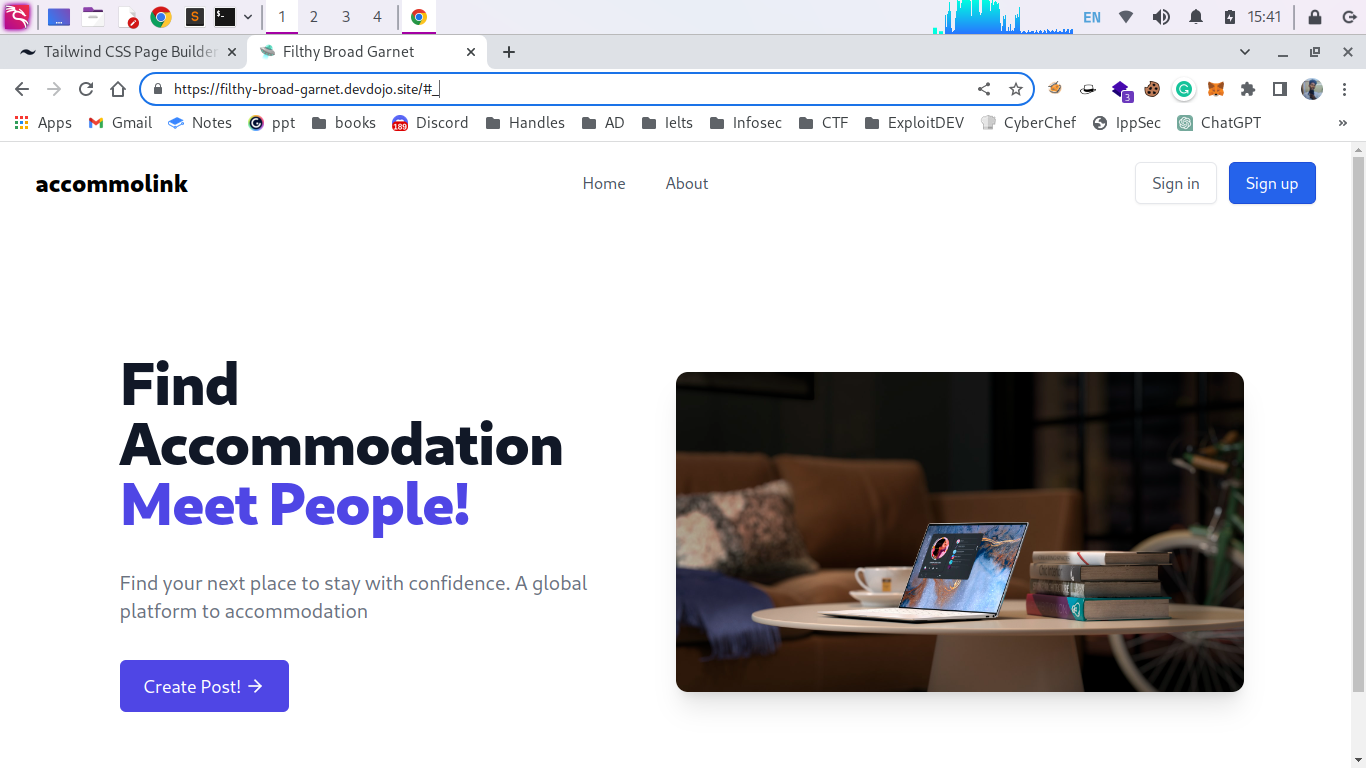 1 2 3 4 EN 15:41
Tailwind CSS Page Builder Filthy Broad Garnet
https://filthy-broad-garnet.devdojo.site/#_
3
Apps Gmail Notes ppt books Discord Handles AD Ielts Infosec CTF ExploitDEV CyberChef IppSec ChatGPT »
189
accommolink Home About Sign in Sign up
Find
Accommodation
Meet People!
Find your next place to stay with confidence. A global
platform to accommodation
Create Post! →